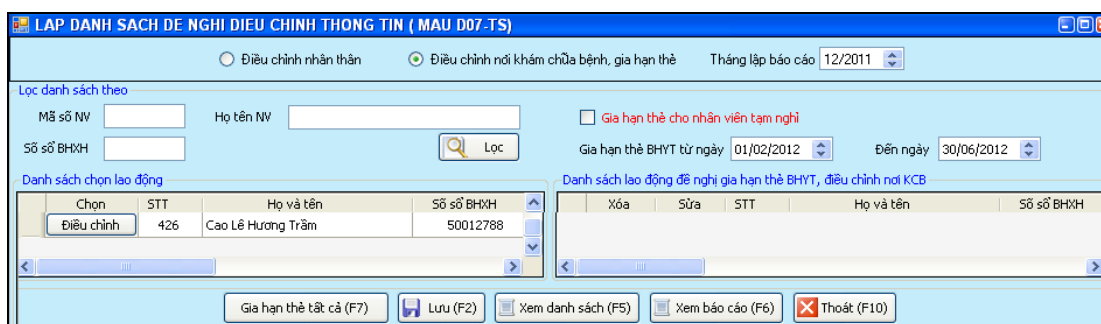 LAP DANH SACH DE NGHI DIEU CHINH THONG TIN ( MAU D07-TS)
Điều chỉnh nhân thân Điều chỉnh nơi khám chữa bệnh, gia hạn thẻ Tháng lập báo cáo 12/2011
Lọc danh sách theo
Mã số NV Họ tên NV Gia hạn thẻ cho nhân viên tạm nghỉ
Số sổ BHXH Lọc Gia hạn thẻ BHYT từ ngày 01/02/2012 Đến ngày 30/06/2012
Danh sách chọn lao động Danh sách lao động đề nghị gia hạn thẻ BHYT, điều chỉnh nơi KCB
Chọn STT Họ và tên Số sổ BHXH Xóa Sửa STT Họ và tên Số sổ BHXH
Điều chỉnh 426 Cao Lê Hương Trầm 50012788
Gia hạn thẻ tất cả (F7) Lưu (F2) Xem danh sách (F5) Xem báo cáo (F6) Thoát (F10)